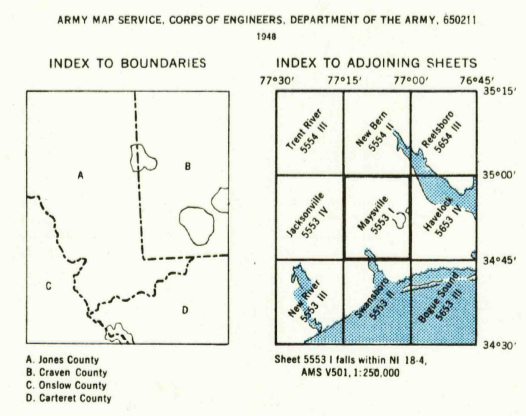 ARMY MAP SERVICE, CORPS OF ENGINEERS, DEPARTMENT OF THE ARMY, 650211
1948
INDEX TO BOUNDARIES
A
B
C
D
A. Jones County
B. Craven County
C. Onslow County
D. Carteret County
INDEX TO ADJOINING SHEETS
77°30' 77°15' 77°00' 76°45'
35°15'
Trent River
5554 III
New Bern
5554 II
Reelsboro
5654 III
35°00'
Jacksonville
5553 IV
Maysville
5553 I
Havelock
5653 IV
34°45'
New River
5553 III
Swansboro
5553 II
Bogue Sound
5653 III
34°30'
Sheet 5553 I falls within NI 18-4,
AMS V501, 1:250,000